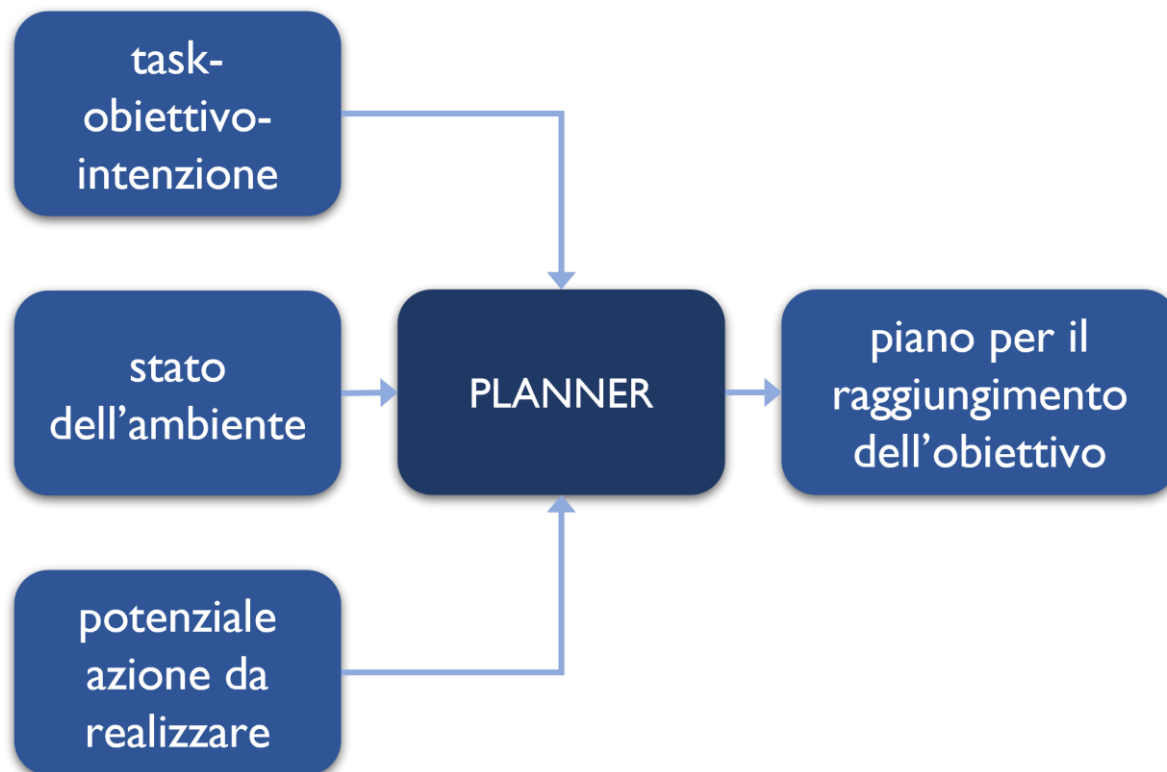 task-
obiettivo-
intenzione
stato
dell’ambiente
PLANNER
piano per il
raggiungimento
dell’obiettivo
potenziale
azione da
realizzare